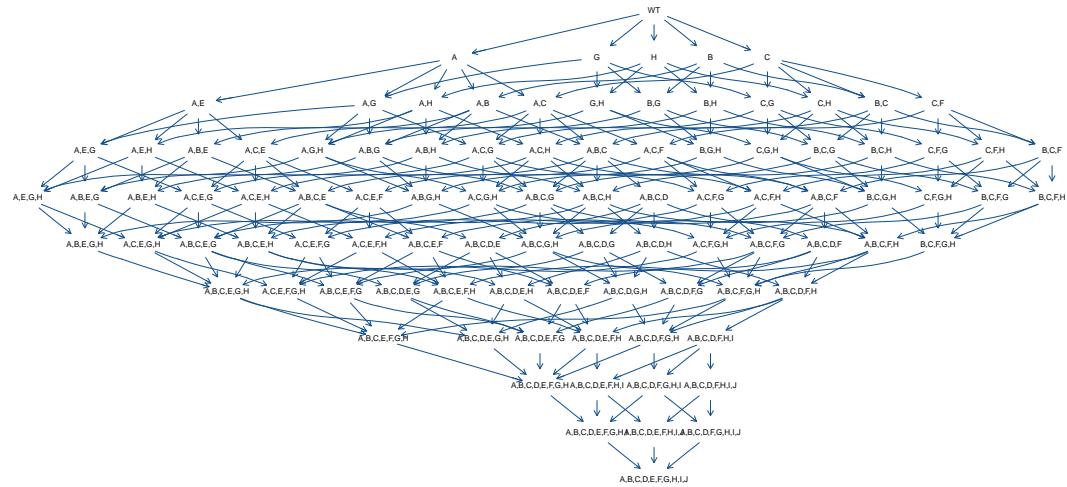 WT
A G H B C
A,E A,G A,H A,B A,C G,H B,G B,H C,G C,H B,C C,F
A,E,G A,E,H A,B,E A,C,E A,G,H A,B,G A,B,H A,C,G A,C,H A,B,C A,C,F B,G,H C,G,H B,C,G B,C,H C,F,G C,F,H B,C,F
A,E,G,H A,B,E,G A,B,E,H A,C,E,G A,C,E,H A,B,C,E A,C,E,F A,B,G,H A,C,G,H A,B,C,G A,B,C,H A,B,C,D A,C,F,G A,C,F,H A,B,C,F B,C,G,H C,F,G,H B,C,F,G B,C,F,H
A,B,E,G,H A,C,E,G,H A,B,C,E,G A,B,C,E,H A,C,E,F,G A,C,E,F,H A,B,C,E,F A,B,C,D,E A,B,C,G,H A,B,C,D,G A,B,C,D,H A,C,F,G,H A,B,C,F,G A,B,C,D,F A,B,C,F,H B,C,F,G,H
A,B,C,E,G,H A,C,E,F,G,H A,B,C,E,F,G A,B,C,D,E,G A,B,C,E,F,H A,B,C,D,E,H A,B,C,D,E,F A,B,C,D,G,H A,B,C,D,F,G A,B,C,F,G,H A,B,C,D,F,H
A,B,C,E,F,G,H A,B,C,D,E,G,H A,B,C,D,E,F,G A,B,C,D,E,F,H A,B,C,D,F,G,H A,B,C,D,F,H,I
A,B,C,D,E,F,G,H A,B,C,D,E,F,H,I A,B,C,D,F,G,H,I A,B,C,D,F,H,I,J
A,B,C,D,E,F,G,H,I A,B,C,D,E,F,H,I,J A,B,C,D,F,G,H,I,J
A,B,C,D,E,F,G,H,I,J